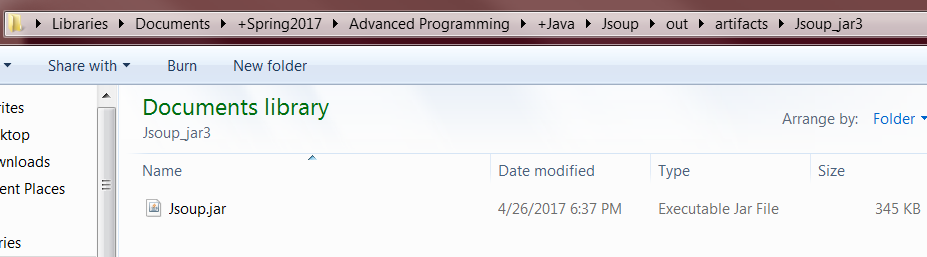 Libraries Documents +Spring2017 Advanced Programming +Java Jsoup out artifacts Jsoup_jar3
Share with Burn New folder
rites
sktop
wnloads
ent Places
ries
Documents library
Jsoup_jar3
Arrange by: Folder
Name Date modified Type Size
Jsoup.jar 4/26/2017 6:37 PM Executable Jar File 345 KB